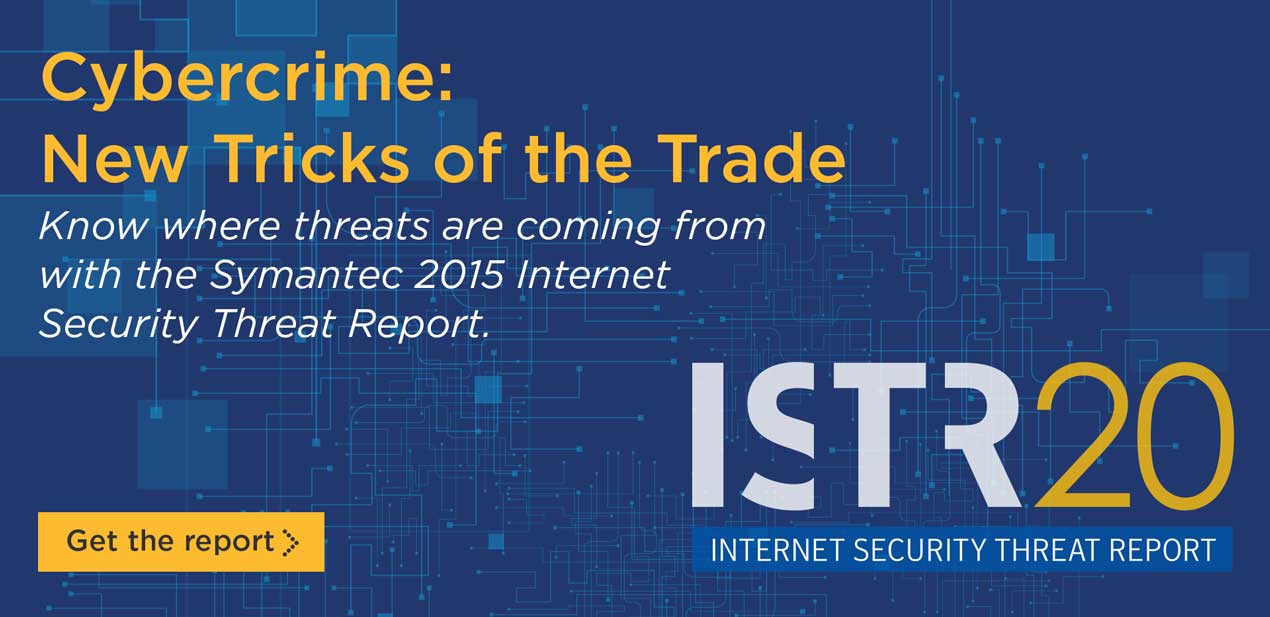 Cybercrime:
New Tricks of the Trade
Know where threats are coming from
with the Symantec 2015 Internet
Security Threat Report.
ISTR20
INTERNET SECURITY THREAT REPORT
Get the report